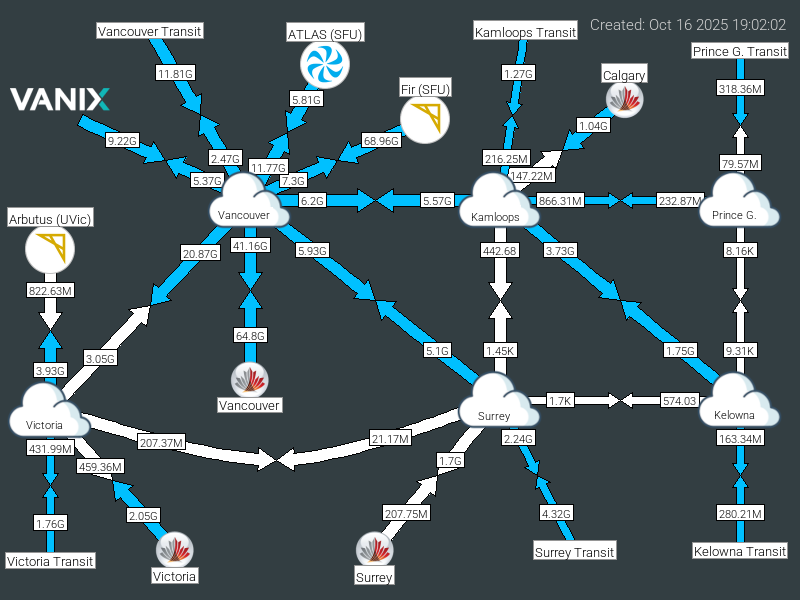 Created: Oct 16 2025 19:02:02
Vancouver Transit
ATLAS (SFU)
Kamloops Transit
Prince G. Transit
11.81G
1.27G
Calgary
Fir (SFU)
318.36M
VANIX
5.81G
1.04G
9.22G
68.96G
2.47G
216.25M
79.57M
11.77G
147.22M
5.37G
7.3G
6.2G
5.57G
866.31M
232.87M
Vancouver
Kamloops
Prince G.
Arbutus (UVic)
20.87G
41.16G
5.93G
442.68
3.73G
8.16K
822.63M
64.8G
3.05G
5.1G
1.45K
1.75G
9.31K
3.93G
Vancouver
1.7K
574.03
Victoria
Surrey
Kelowna
207.37M
21.17M
2.24G
163.34M
431.99M
459.36M
1.7G
1.76G
2.05G
207.75M
4.32G
280.21M
Victoria Transit
Victoria
Surrey
Surrey Transit
Kelowna Transit